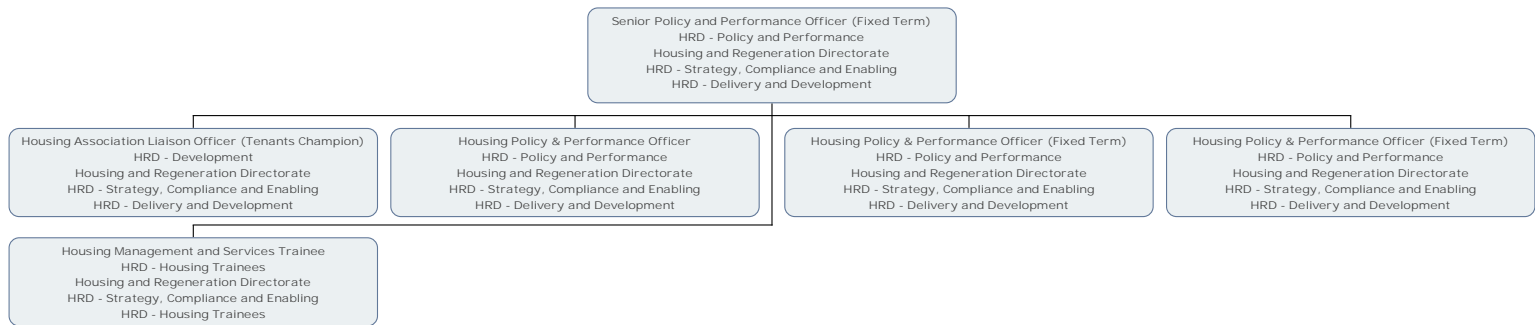 Senior Policy and Performance Officer (Fixed Term)
HRD - Policy and Performance
Housing and Regeneration Directorate
HRD - Strategy, Compliance and Enabling
HRD - Delivery and Development
Housing Association Liaison Officer (Tenants Champion)
HRD - Development
Housing and Regeneration Directorate
HRD - Strategy, Compliance and Enabling
HRD - Delivery and Development
Housing Policy & Performance Officer
HRD - Policy and Performance
Housing and Regeneration Directorate
HRD - Strategy, Compliance and Enabling
HRD - Delivery and Development
Housing Policy & Performance Officer (Fixed Term)
HRD - Policy and Performance
Housing and Regeneration Directorate
HRD - Strategy, Compliance and Enabling
HRD - Delivery and Development
Housing Policy & Performance Officer (Fixed Term)
HRD - Policy and Performance
Housing and Regeneration Directorate
HRD - Strategy, Compliance and Enabling
HRD - Delivery and Development
Housing Management and Services Trainee
HRD - Housing Trainees
Housing and Regeneration Directorate
HRD - Strategy, Compliance and Enabling
HRD - Housing Trainees